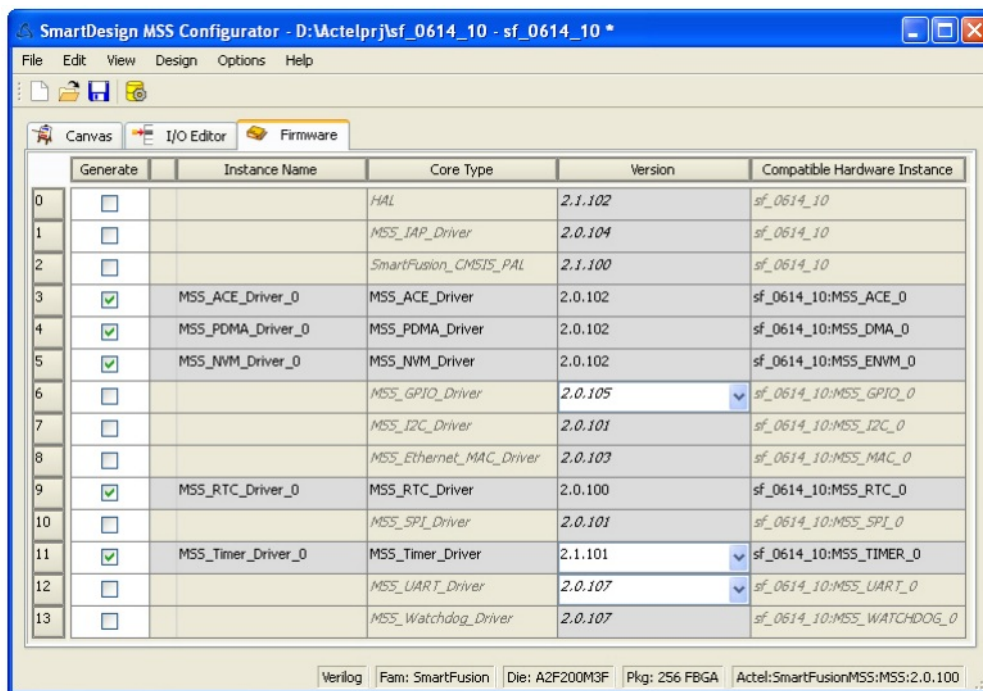 SmartDesign MSS Configurator - D:\Actelprj\sf_0614_10 - sf_0614_10 *
File Edit View Design Options Help
Canvas I/O Editor Firmware
Generate Instance Name Core Type Version Compatible Hardware Instance
0 HAL 2.1.102 sf_0614_10
1 MSS_IAP_Driver 2.0.104 sf_0614_10
2 SmartFusion_CMSIS_PAL 2.1.100 sf_0614_10
3 MSS_ACE_Driver_0 MSS_ACE_Driver 2.0.102 sf_0614_10:MSS_ACE_0
4 MSS_PDMA_Driver_0 MSS_PDMA_Driver 2.0.102 sf_0614_10:MSS_DMA_0
5 MSS_NVM_Driver_0 MSS_NVM_Driver 2.0.102 sf_0614_10:MSS_ENVM_0
6 MSS_GPIO_Driver 2.0.105 sf_0614_10:MSS_GPIO_0
7 MSS_I2C_Driver 2.0.101 sf_0614_10:MSS_I2C_0
8 MSS_Ethernet_MAC_Driver 2.0.103 sf_0614_10:MSS_MAC_0
9 MSS_RTC_Driver_0 MSS_RTC_Driver 2.0.100 sf_0614_10:MSS_RTC_0
10 MSS_SPI_Driver 2.0.101 sf_0614_10:MSS_SPI_0
11 MSS_Timer_Driver_0 MSS_Timer_Driver 2.1.101 sf_0614_10:MSS_TIMER_0
12 MSS_UART_Driver 2.0.107 sf_0614_10:MSS_UART_0
13 MSS_Watchdog_Driver 2.0.107 sf_0614_10:MSS_WATCHDOG_0
Verilog Fam: SmartFusion Die: A2F200M3F Pkg: 256 FBGA Actel:SmartFusionMSS:MSS:2.0.100